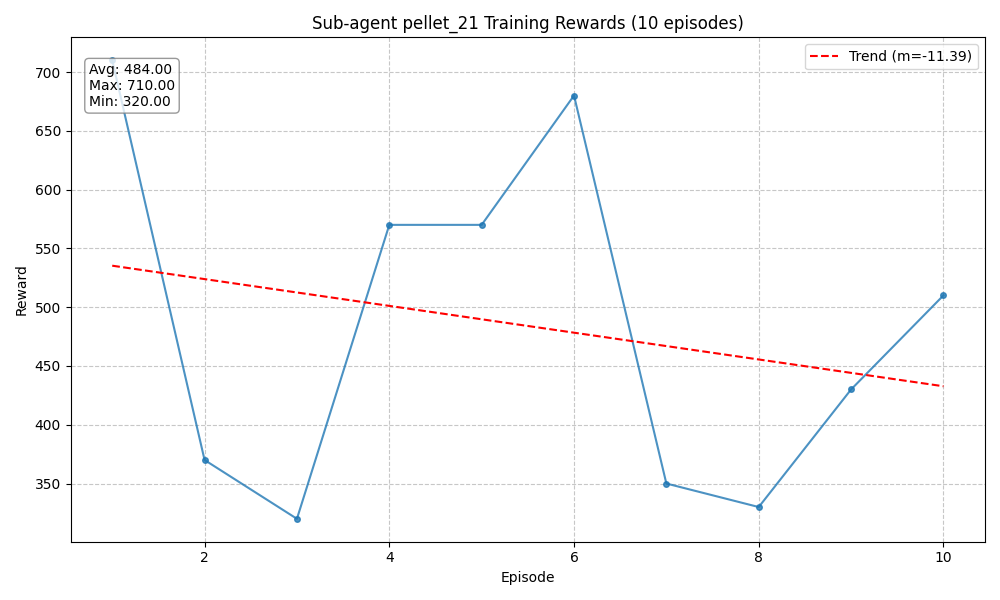 Sub-agent pellet_21 Training Rewards (10 episodes)
Avg: 484.00
Max: 710.00
Min: 320.00
Trend (m=-11.39)
700
650
600
550
500
450
400
350
Reward
2
4
6
8
10
Episode